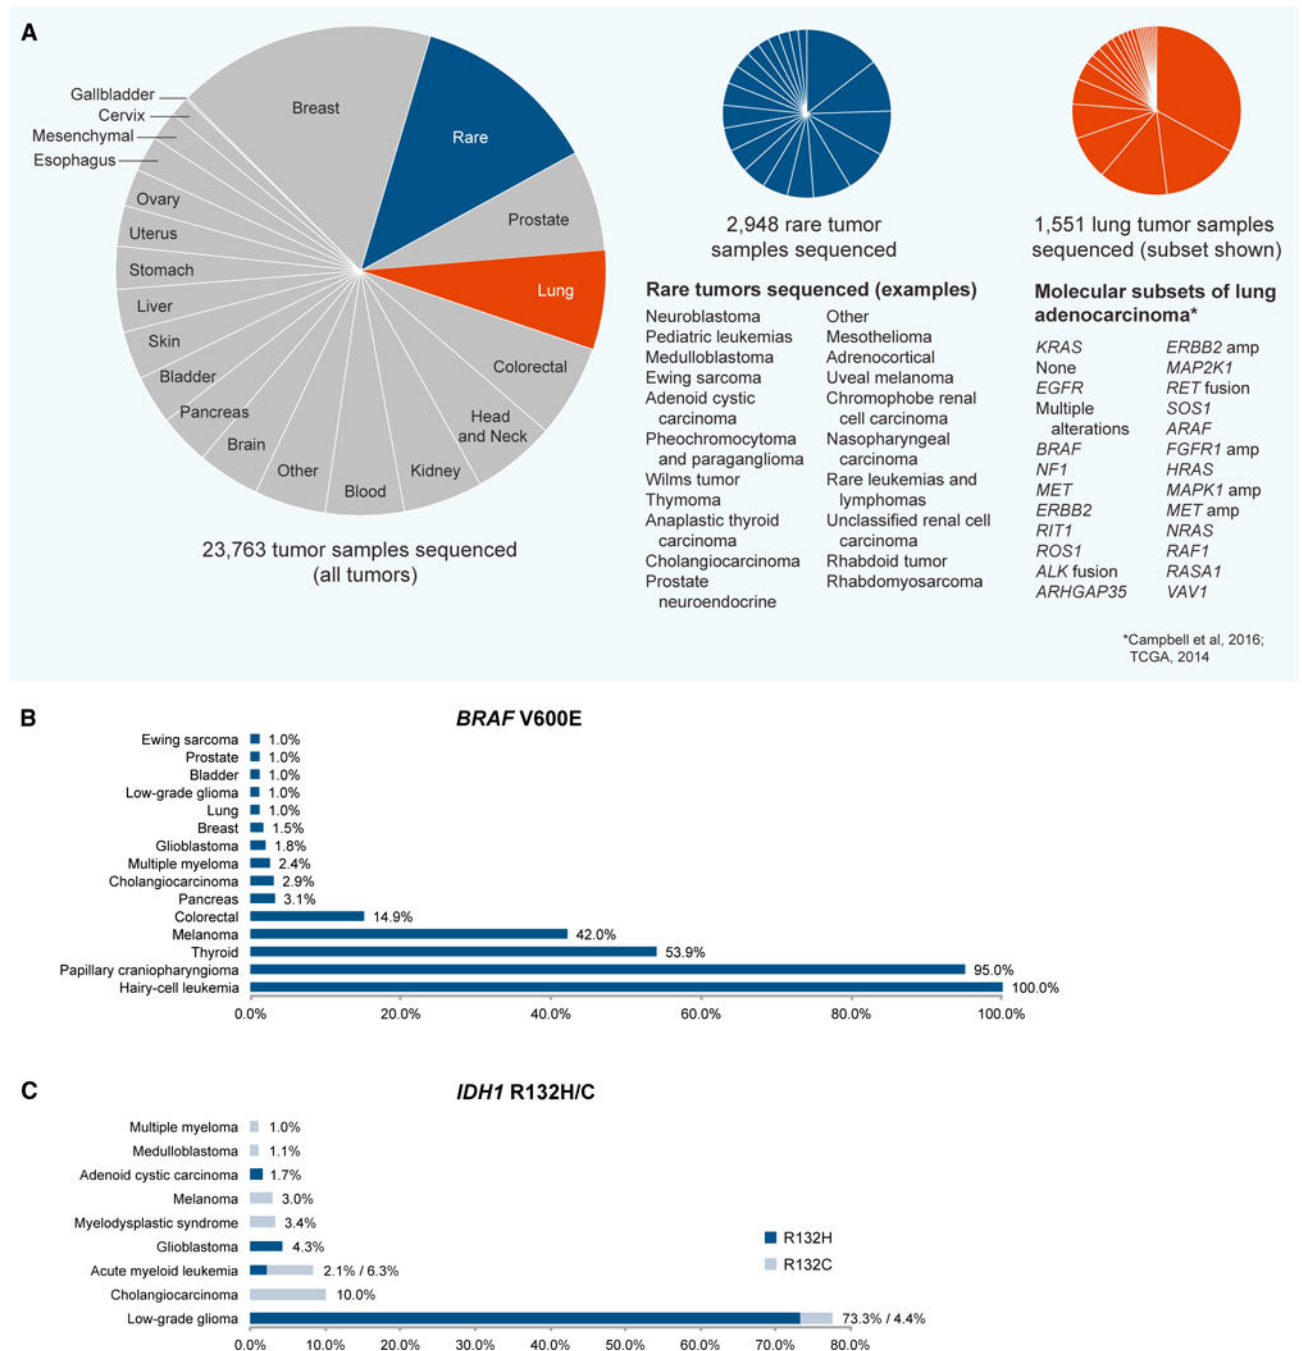 A
Breast
Rare
Prostate
Lung
Colorectal
Head
and Neck
Kidney
Blood
Other
Brain
Pancreas
Bladder
Skin
Liver
Stomach
Uterus
Ovary
Esophagus
Mesenchymal
Cervix
Gallbladder
23,763 tumor samples sequenced
(all tumors)
2,948 rare tumor
samples sequenced
Rare tumors sequenced (examples)
Neuroblastoma
Pediatric leukemias
Medulloblastoma
Ewing sarcoma
Adenoid cystic
carcinoma
Pheochromocytoma
and paraganglioma
Wilms tumor
Thymoma
Anaplastic thyroid
carcinoma
Cholangiocarcinoma
Prostate
neuroendocrine
Other
Mesothelioma
Adrenocortical
Uveal melanoma
Chromophobe renal
cell carcinoma
Nasopharyngeal
carcinoma
Rare leukemias and
lymphomas
Unclassified renal cell
carcinoma
Rhabdoid tumor
Rhabdomyosarcoma
1,551 lung tumor samples
sequenced (subset shown)
Molecular subsets of lung
adenocarcinoma*
KRAS
None
EGFR
Multiple
alterations
BRAF
NF1
MET
ERBB2
RIT1
ROS1
ALK fusion
ARHGAP35
ERBB2 amp
MAP2K1
RET fusion
SOS1
ARAF
FGFR1 amp
HRAS
MAPK1 amp
MET amp
NRAS
RAF1
RASA1
VAV1
*Campbell et al, 2016;
TCGA, 2014
B
BRAF V600E
Ewing sarcoma 1.0%
Prostate 1.0%
Bladder 1.0%
Low-grade glioma 1.0%
Lung 1.0%
Breast 1.5%
Glioblastoma 1.8%
Multiple myeloma 2.4%
Cholangiocarcinoma 2.9%
Pancreas 3.1%
Colorectal 14.9%
Melanoma 42.0%
Thyroid 53.9%
Papillary craniopharyngioma 95.0%
Hairy-cell leukemia 100.0%
0.0% 20.0% 40.0% 60.0% 80.0% 100.0%
C
IDH1 R132H/C
Multiple myeloma 1.0%
Medulloblastoma 1.1%
Adenoid cystic carcinoma 1.7%
Melanoma 3.0%
Myelodysplastic syndrome 3.4%
Glioblastoma 4.3%
Acute myeloid leukemia 2.1% / 6.3%
Cholangiocarcinoma 10.0%
Low-grade glioma 73.3% / 4.4%
0.0% 10.0% 20.0% 30.0% 40.0% 50.0% 60.0% 70.0% 80.0%
R132H
R132C